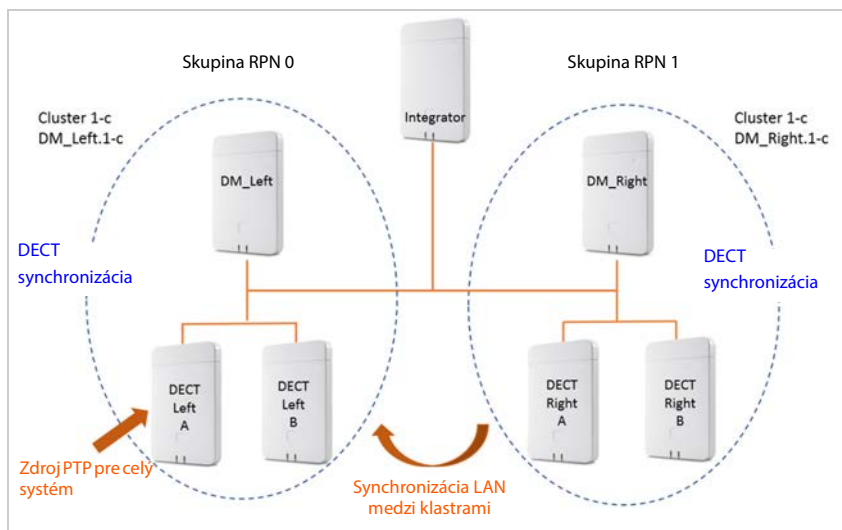 Skupina RPN 0
Skupina RPN 1
Integrator
Cluster 1-c
DM_Left.1-c
Cluster 1-c
DM_Right.1-c
DM_Left
DM_Right
DECT
synchronizácia
DECT
synchronizácia
DECT
Left
A
DECT
Left
B
DECT
Right
A
DECT
Right
B
Zdroj PTP pre celý
systém
Synchronizácia LAN
medzi klastrami